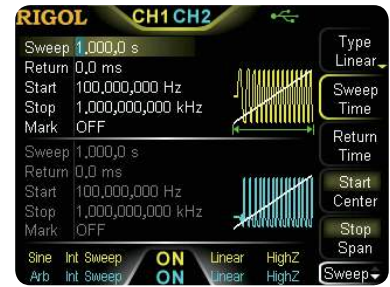 RIGOL CH1 CH2
Sweep 1.000,0 s
Return 0.0 ms
Start 100.000,000 Hz
Stop 1.000,000,000 kHz
Mark OFF
Sweep 1.000,0 s
Return 0.0 ms
Start 100.000,000 Hz
Stop 1.000,000,000 kHz
Mark OFF
Sine Int Sweep ON Linear HighZ
Arb Int Sweep ON Linear HighZ
Type
Linear
Sweep
Time
Return
Time
Start
Center
Stop
Span
Sweep